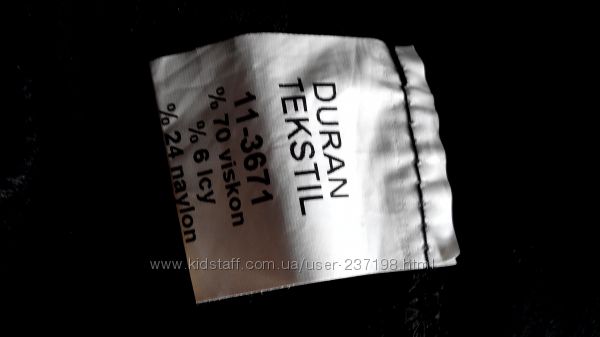 DURAN
TEKSTIL
11-3671
% 70 viskon
% 6 lcy
% 24 naylon
www.kidstaff.com.ua/user-237198.html